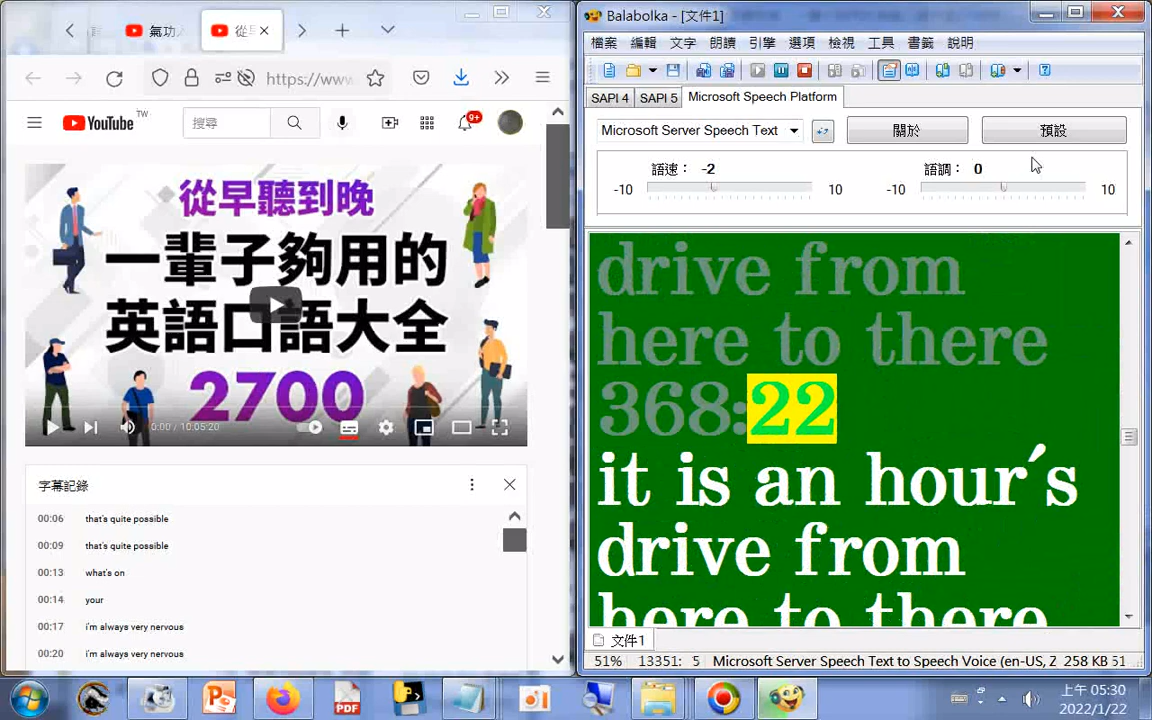 氣功
從
https://www
YouTube TW
搜尋
9+
從早聽到晚
一輩子夠用的
英語口語大全
2700
0:00 / 10:05:20
字幕記錄
00:06 that's quite possible
00:09 that's quite possible
00:13 what's on
00:14 your
00:17 i'm always very nervous
00:20 i'm always very nervous
Balabolka - [文件1]
檔案 編輯 文字 朗讀 引擎 選項 檢視 工具 書籤 說明
SAPI 4 SAPI 5 Microsoft Speech Platform
Microsoft Server Speech Text 關於 預設
語速： -2 語調： 0
-10 10 -10 10
drive from
here to there
368:22
it is an hour's
drive from
here to there
文件1
51% 13351: 5 Microsoft Server Speech Text to Speech Voice (en-US, Z 258 KB 51
PDF
上午 05:30
2022/1/22